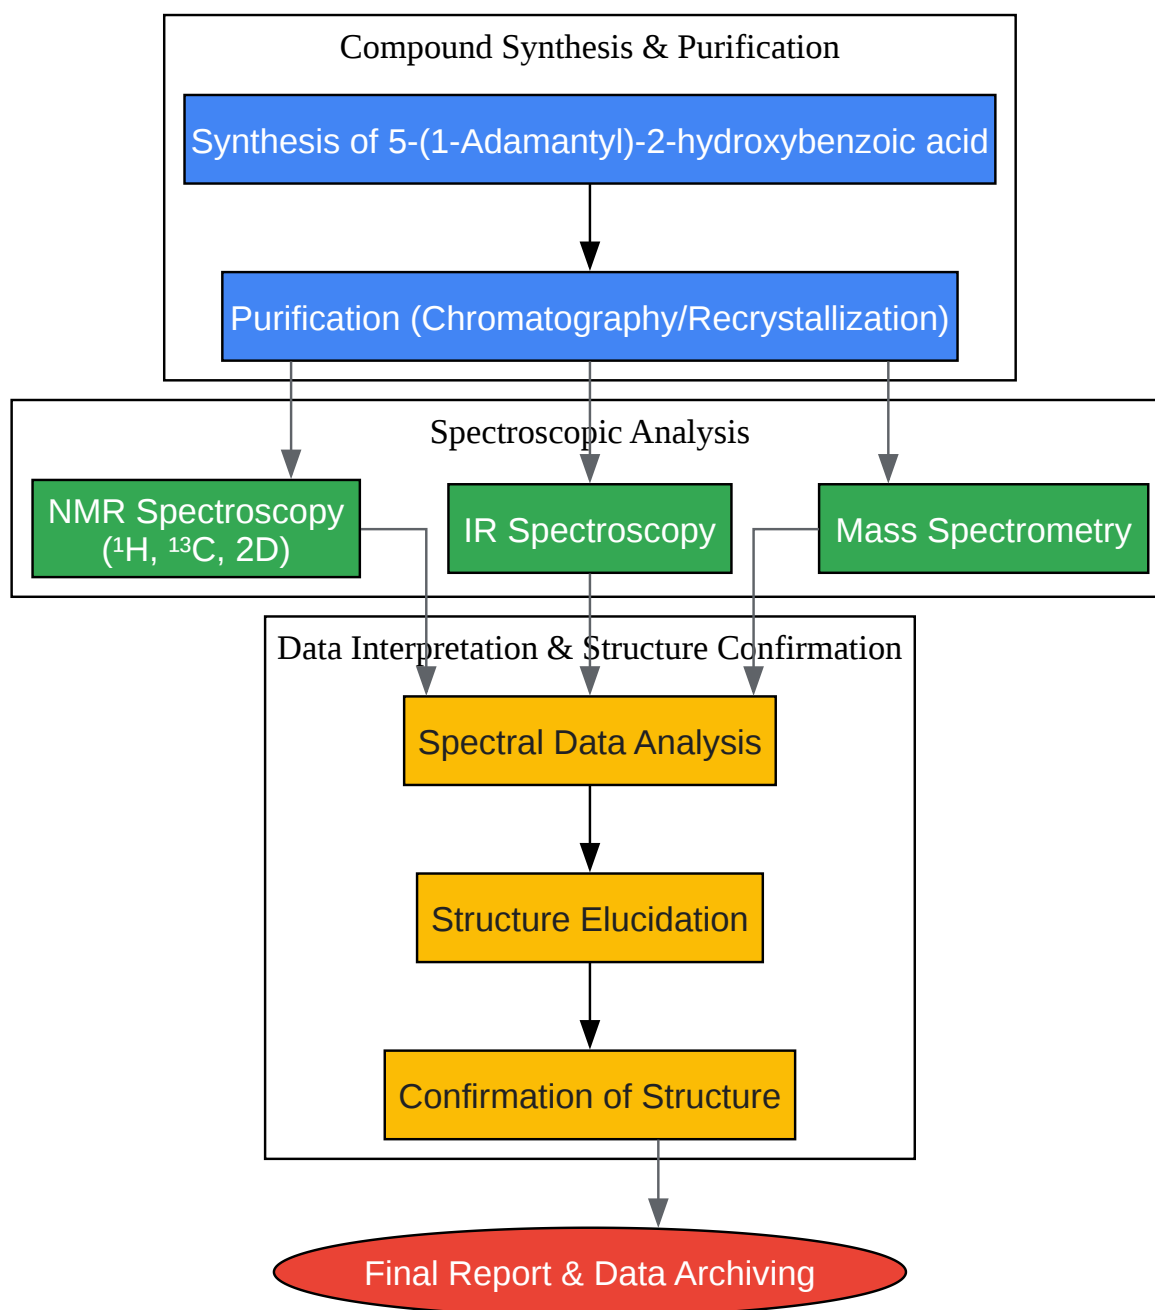 Compound Synthesis & Purification
Synthesis of 5-(1-Adamantyl)-2-hydroxybenzoic acid
Purification (Chromatography/Recrystallization)
Spectroscopic Analysis
NMR Spectroscopy
(¹H, ¹³C, 2D)
IR Spectroscopy
Mass Spectrometry
Data Interpretation & Structure Confirmation
Spectral Data Analysis
Structure Elucidation
Confirmation of Structure
Final Report & Data Archiving